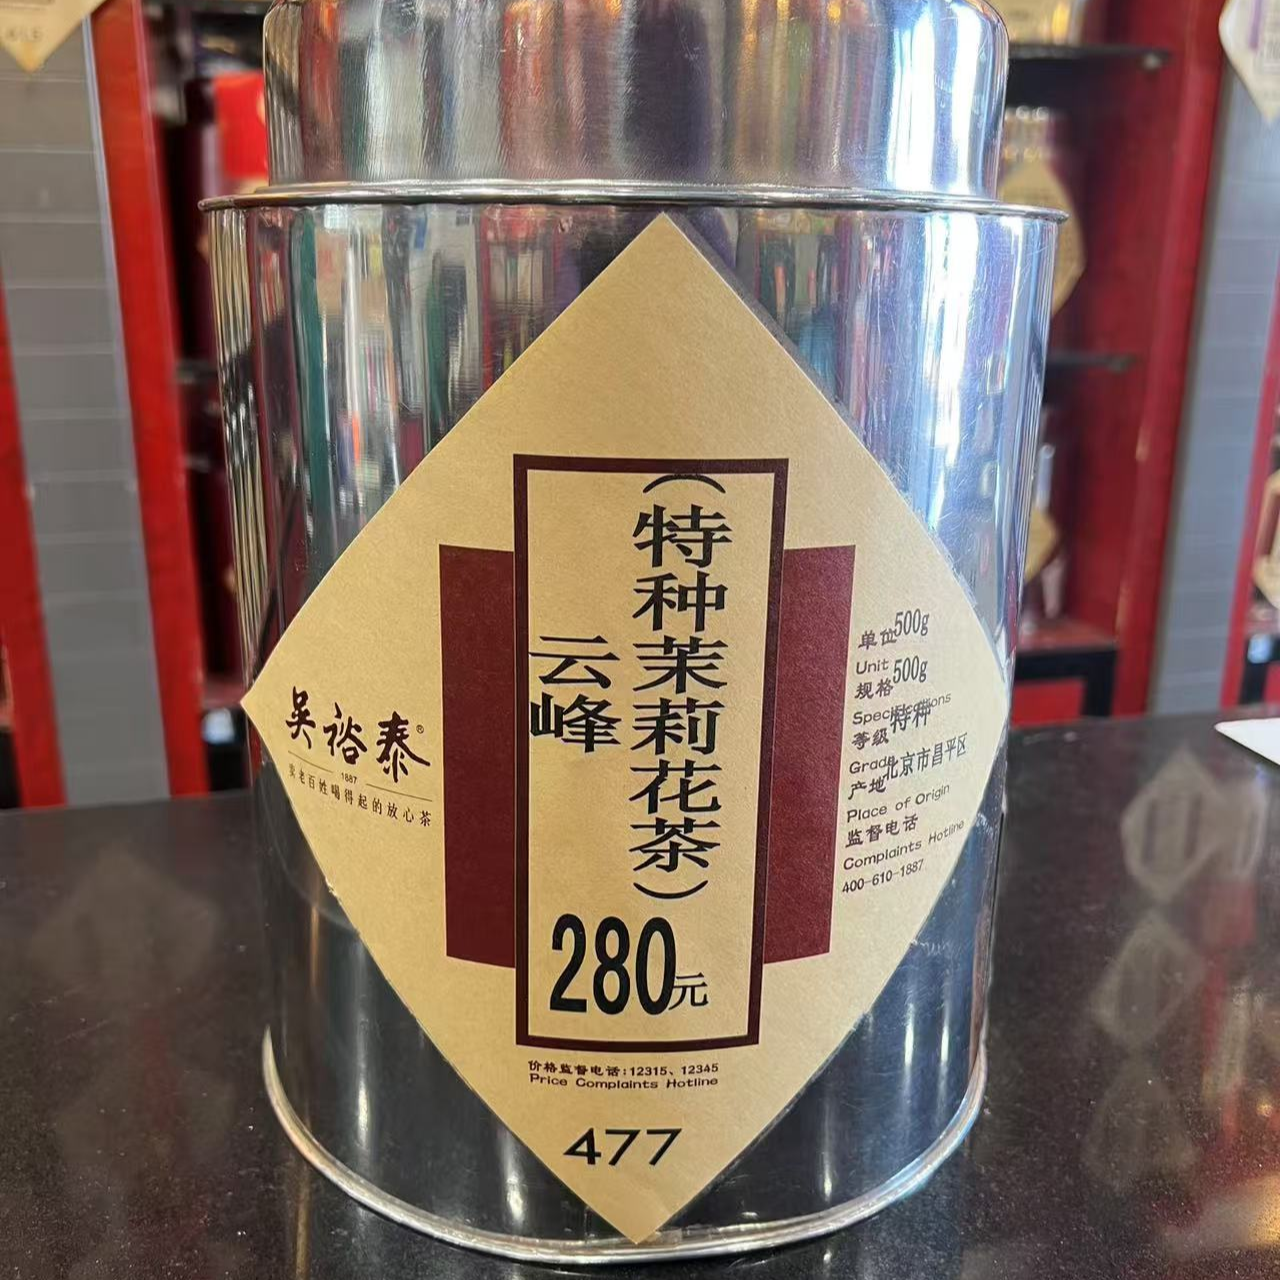 （特种茉莉花茶）
云峰
280元
吴裕泰®
1887
卖老百姓喝得起的放心茶
单位500g
Unit
规格500g
Specifications
等级特种
Grade
产地北京市昌平区
Place of Origin
监督电话
Complaints Hotline
400-610-1887
价格监督电话:12315、12345
Price Complaints Hotline
477